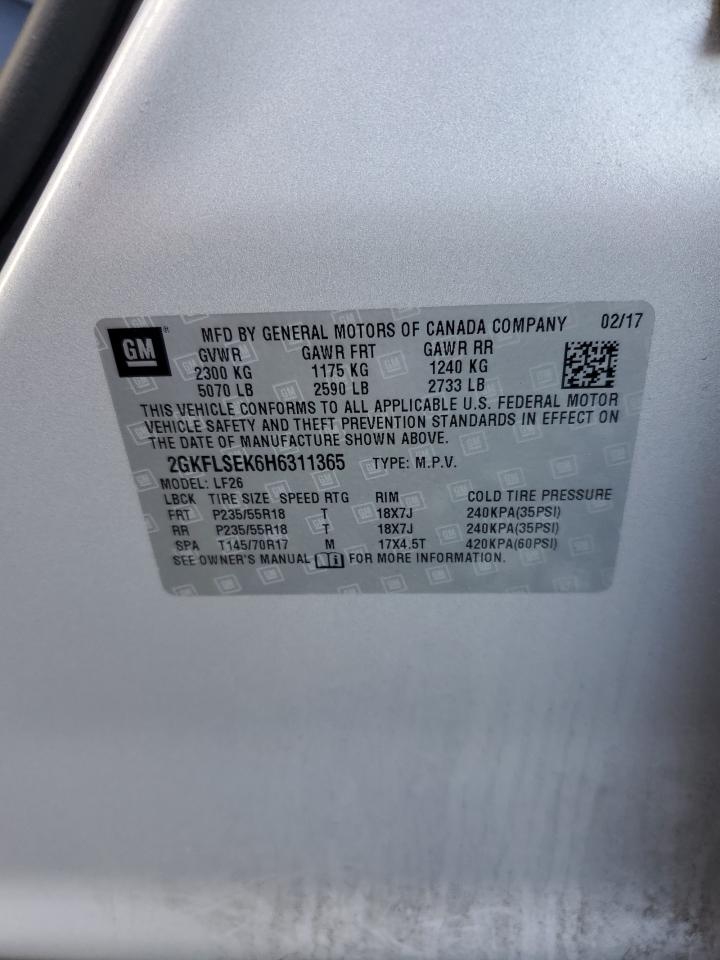 GM ® MFD BY GENERAL MOTORS OF CANADA COMPANY 02/17
GVWR GAWR FRT GAWR RR
2300 KG 1175 KG 1240 KG
5070 LB 2590 LB 2733 LB
THIS VEHICLE CONFORMS TO ALL APPLICABLE U.S. FEDERAL MOTOR
VEHICLE SAFETY AND THEFT PREVENTION STANDARDS IN EFFECT ON
THE DATE OF MANUFACTURE SHOWN ABOVE.
2GKFLSEK6H6311365 TYPE: M.P.V.
MODEL: LF26
LBCK TIRE SIZE SPEED RTG RIM COLD TIRE PRESSURE
FRT P235/55R18 T 18X7J 240KPA(35PSI)
RR P235/55R18 T 18X7J 240KPA(35PSI)
SPA T145/70R17 M 17X4.5T 420KPA(60PSI)
SEE OWNER'S MANUAL i FOR MORE INFORMATION.